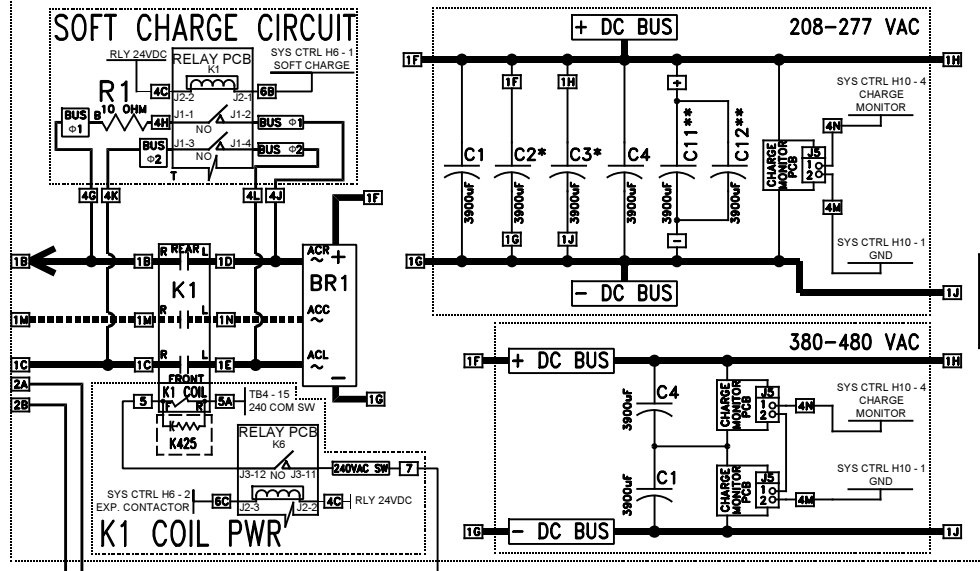 SOFT CHARGE CIRCUIT
RLY 24VDC
RELAY PCB
K1
SYS CTRL H6 - 1
SOFT CHARGE
4C
J2-2
J2-1
6B
R1
10 OHM
BUS
Φ1
B
4H
J1-1
J1-2
NO
BUS Φ1
BUS
Φ2
J1-3
J1-4
NO
BUS Φ2
T
4G
4K
4L
4J
1F
1B
R
REAR
L
1B
1D
ACR
+
~
K1
BR1
1M
1M
R
L
1N
ACC
~
1C
1C
R
L
1E
ACL
~
FRONT
–
1G
2A
2B
K1 COIL
5
F
R
5A
TB4 - 15
240 COM SW
K
K425
RELAY PCB
K6
J3-12
NO
J3-11
240VAC SW
7
SYS CTRL H6 - 2
EXP. CONTACTOR
6C
J2-3
J2-2
4C
RLY 24VDC
K1 COIL PWR
+ DC BUS
208-277 VAC
1F
1H
1F
1H
+
C1
3900uF
C2*
3900uF
C3*
3900uF
C4
3900uF
C11**
3900uF
C12**
3900uF
1G
1J
–
CHARGE
MONITOR
PCB
J5
1
2
4N
4M
SYS CTRL H10 - 4
CHARGE
MONITOR
SYS CTRL H10 - 1
GND
1G
– DC BUS
1J
380-480 VAC
1F
+ DC BUS
1H
C4
3900uF
CHARGE
MONITOR
PCB
J5
1
2
4N
SYS CTRL H10 - 4
CHARGE
MONITOR
C1
3900uF
CHARGE
MONITOR
PCB
J5
1
2
4M
SYS CTRL H10 - 1
GND
1G
– DC BUS
1J